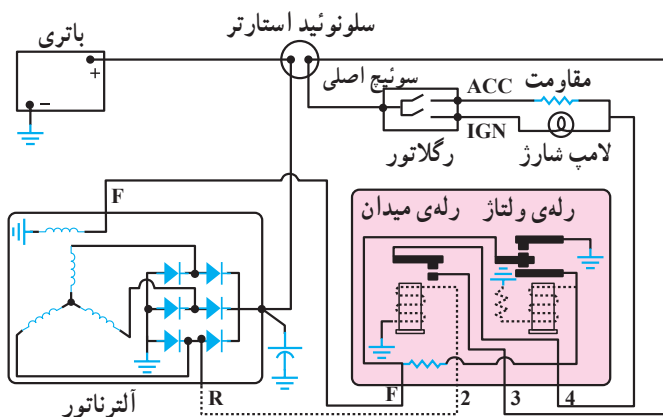 سلونوئید استارتر
باتری
+
−
سوئیچ اصلی
ACC
مقاومت
IGN
رگلاتور
لامپ شارژ
F
رله‌ی میدان
رله‌ی ولتاژ
F
2
3
4
R
آلترناتور